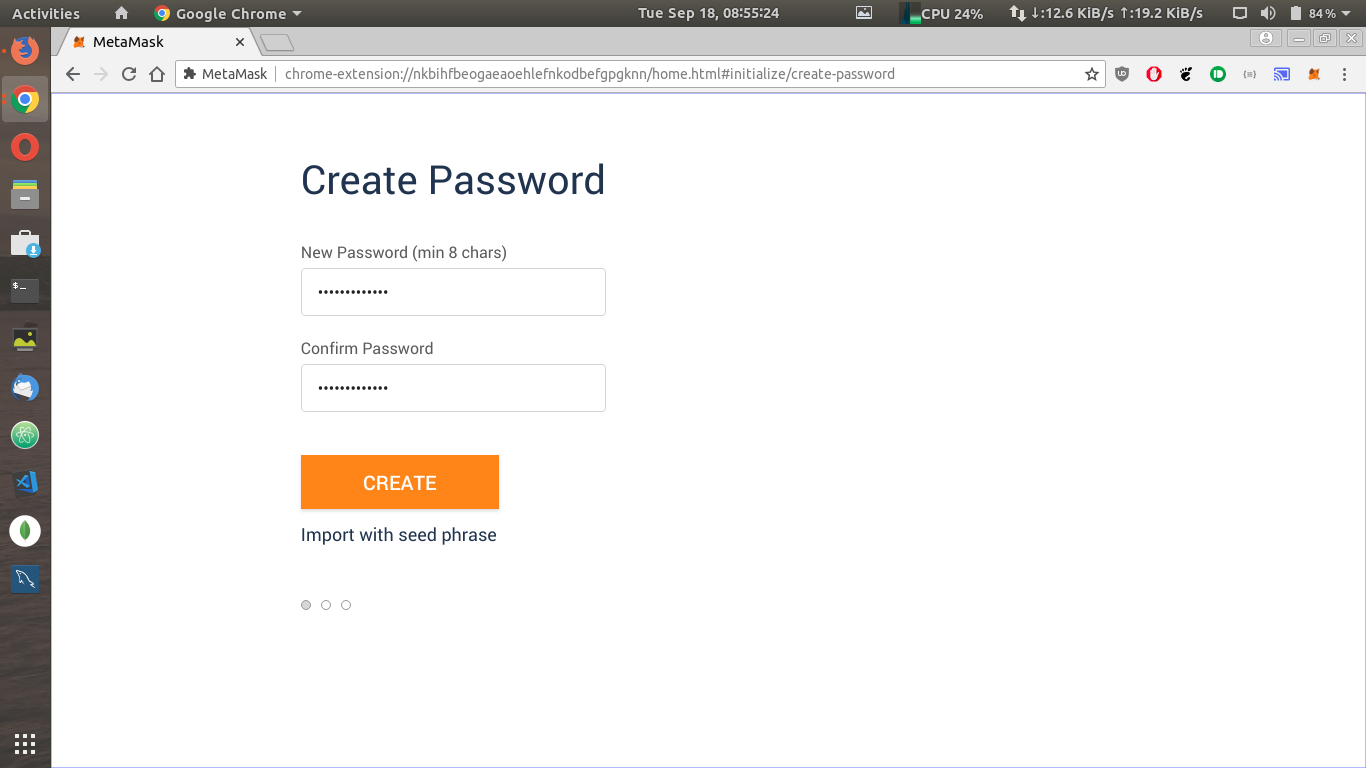 Activities
Google Chrome
Tue Sep 18, 08:55:24
CPU 24%
↓:12.6 KiB/s ↑:19.2 KiB/s
84%
MetaMask
MetaMask
chrome-extension://nkbihfbeogaeaoehlefnkodbefgpgknn/home.html#initialize/create-password
Create Password
New Password (min 8 chars)
•••••••••••••
Confirm Password
•••••••••••••
CREATE
Import with seed phrase